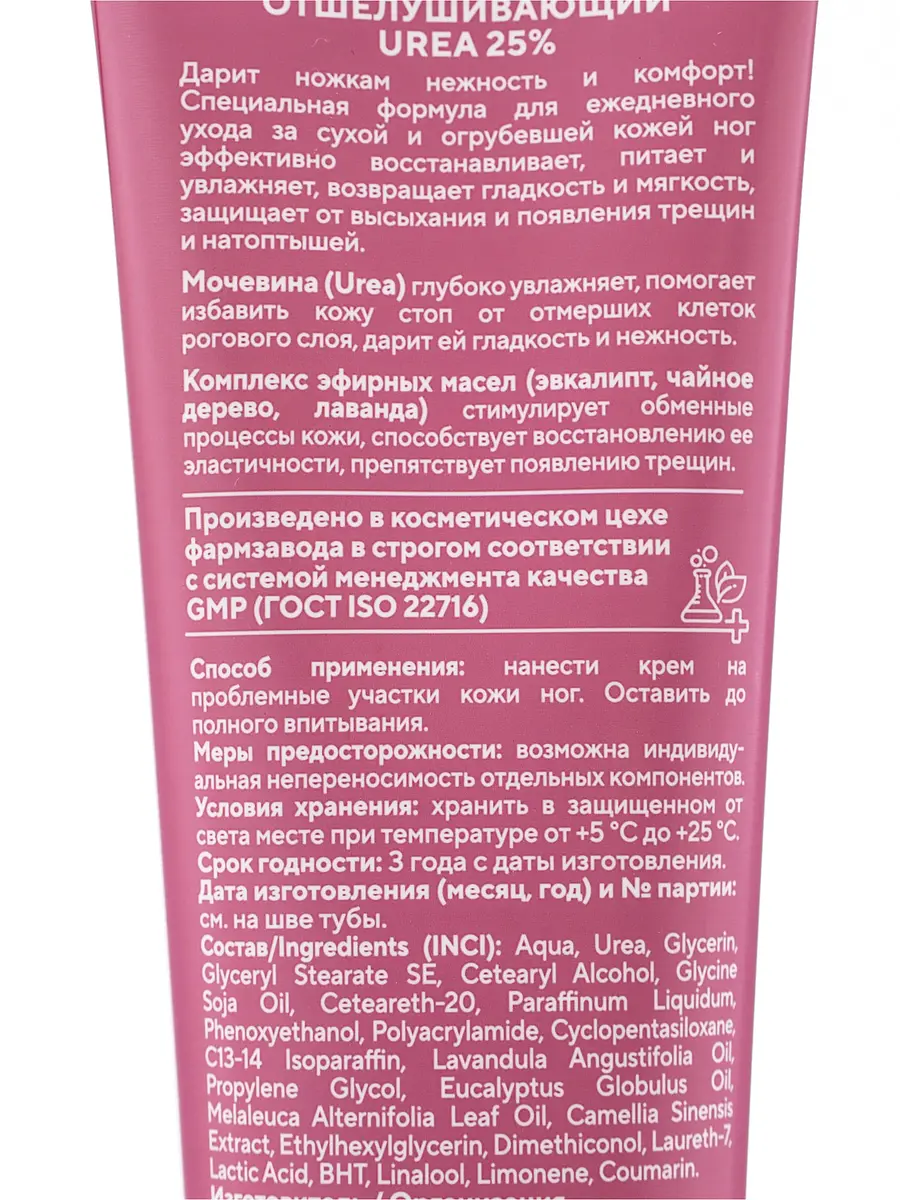 ОТШЕЛУШИВАЮЩИЙ
UREA 25%
Дарит ножкам нежность и комфорт!
Специальная формула для ежедневного
ухода за сухой и огрубевшей кожей ног
эффективно восстанавливает, питает и
увлажняет, возвращает гладкость и мягкость,
защищает от высыхания и появления трещин
и натоптышей.
Мочевина (Urea) глубоко увлажняет, помогает
избавить кожу стоп от отмерших клеток
рогового слоя, дарит ей гладкость и нежность.
Комплекс эфирных масел (эвкалипт, чайное
дерево, лаванда) стимулирует обменные
процессы кожи, способствует восстановлению ее
эластичности, препятствует появлению трещин.
Произведено в косметическом цехе
фармзавода в строгом соответствии
с системой менеджмента качества
GMP (ГОСТ ISO 22716)
Способ применения: нанести крем на
проблемные участки кожи ног. Оставить до
полного впитывания.
Меры предосторожности: возможна индивиду-
альная непереносимость отдельных компонентов.
Условия хранения: хранить в защищенном от
света месте при температуре от +5 °C до +25 °C.
Срок годности: 3 года с даты изготовления.
Дата изготовления (месяц, год) и № партии:
см. на шве тубы.
Состав/Ingredients (INCI): Aqua, Urea, Glycerin,
Glyceryl Stearate SE, Cetearyl Alcohol, Glycine
Soja Oil, Ceteareth-20, Paraffinum Liquidum,
Phenoxyethanol, Polyacrylamide, Cyclopentasiloxane,
C13-14 Isoparaffin, Lavandula Angustifolia Oil,
Propylene Glycol, Eucalyptus Globulus Oil,
Melaleuca Alternifolia Leaf Oil, Camellia Sinensis
Extract, Ethylhexylglycerin, Dimethiconol, Laureth-7,
Lactic Acid, BHT, Linalool, Limonene, Coumarin.
Изготовитель / Организация